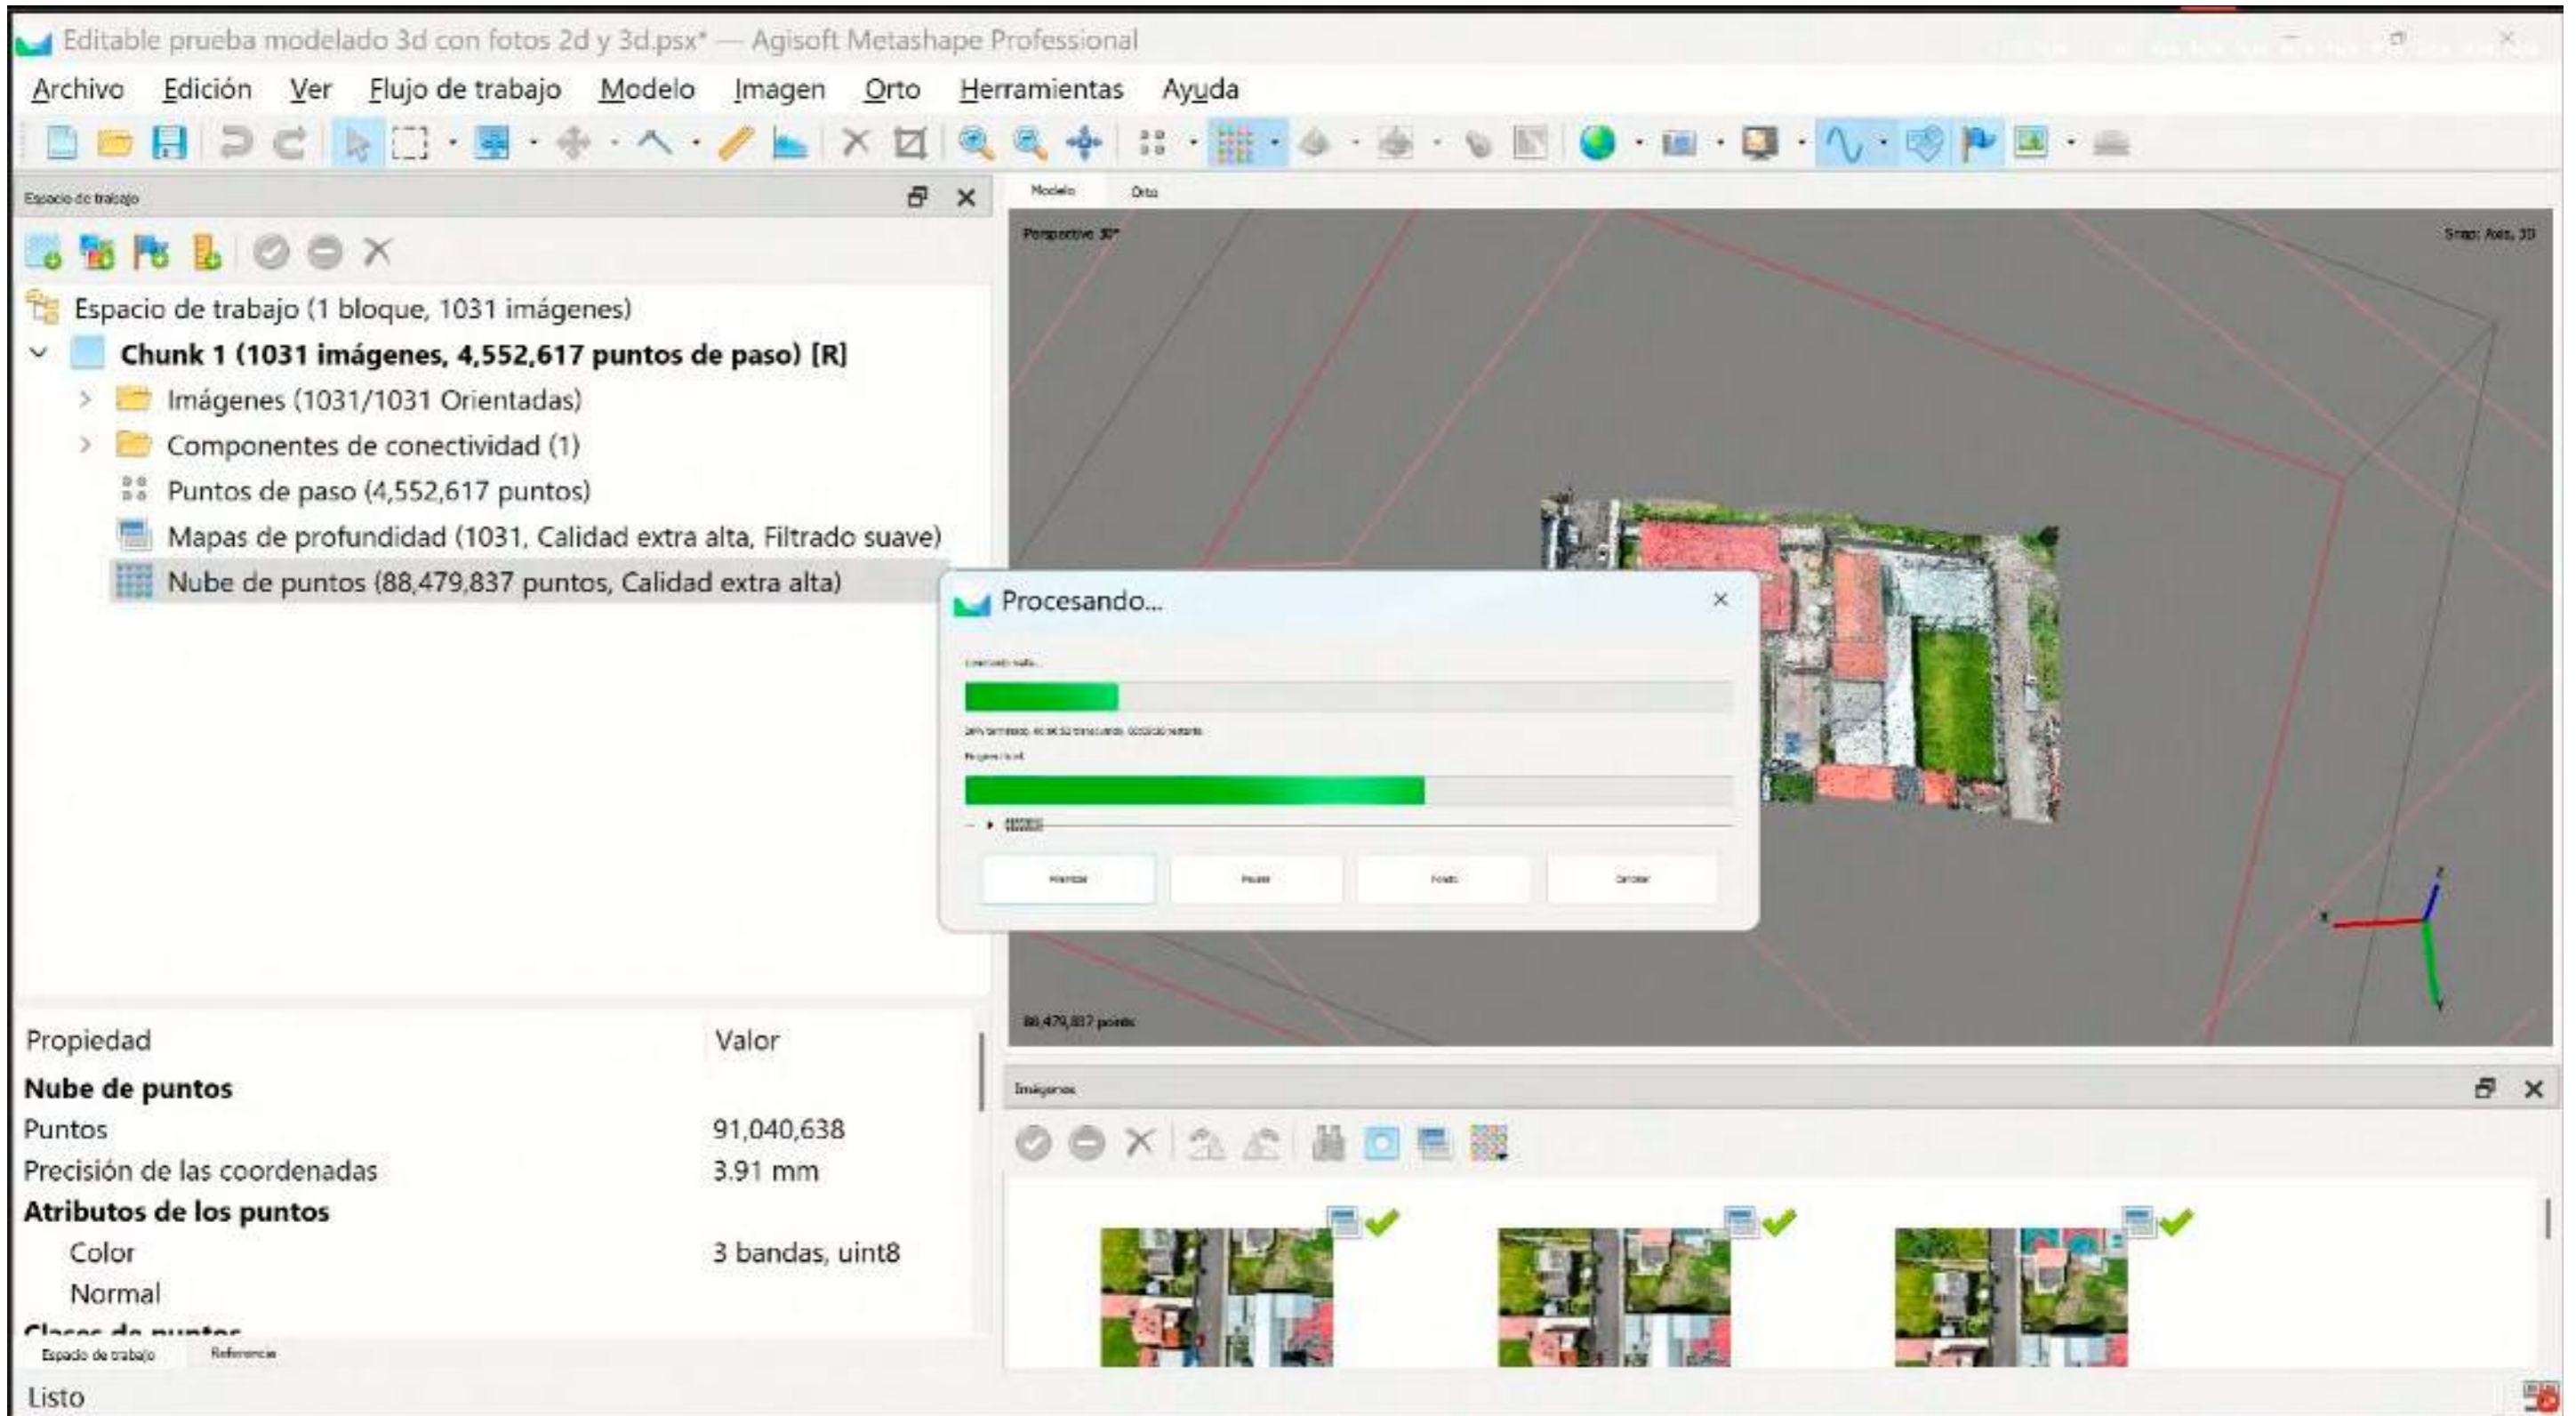 Editable prueba modelado 3d con fotos 2d y 3d.psx* — Agisoft Metashape Professional
Archivo Edición Ver Flujo de trabajo Modelo Imagen Orto Herramientas Ayuda
Espacio de trabajo
Modelo Orto
Perspective 30°
Snap: Axis, 3D
Espacio de trabajo (1 bloque, 1031 imágenes)
Chunk 1 (1031 imágenes, 4,552,617 puntos de paso) [R]
Imágenes (1031/1031 Orientadas)
Componentes de conectividad (1)
Puntos de paso (4,552,617 puntos)
Mapas de profundidad (1031, Calidad extra alta, Filtrado suave)
Nube de puntos (88,479,837 puntos, Calidad extra alta)
Procesando...
Cancelar
X
Z
Y
88,479,837 points
Propiedad Valor
Nube de puntos
Puntos 91,040,638
Precisión de las coordenadas 3.91 mm
Atributos de los puntos
Color 3 bandas, uint8
Normal
Clases de puntos
Espacio de trabajo Referencia
Imágenes
Listo